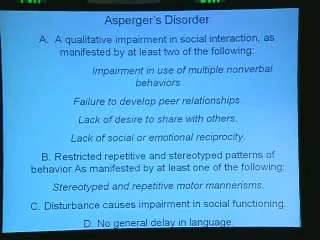 Asperger's Disorder
A. A qualitative impairment in social interaction, as
manifested by at least two of the following:
Impairment in use of multiple nonverbal
behaviors
Failure to develop peer relationships.
Lack of desire to share with others,
Lack of social or emotional reciprocity.
B. Restricted repetitive and stereotyped patterns of
behavior As manifested by at least one of the following:
Stereotyped and repetitive motor mannerisms.
C. Disturbance causes impairment in social functioning.
D. No general delay in language.